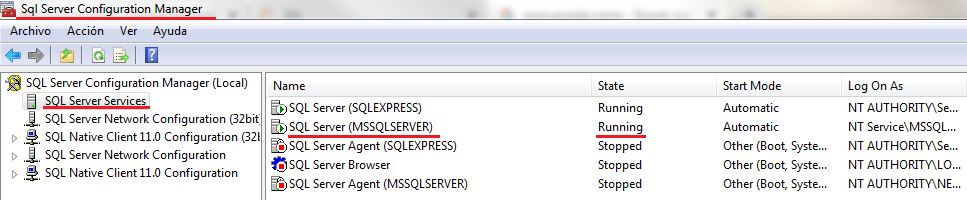 Sql Server Configuration Manager
Archivo Acción Ver Ayuda
SQL Server Configuration Manager (Local)
SQL Server Services
SQL Server Network Configuration (32bit
SQL Native Client 11.0 Configuration (32l
SQL Server Network Configuration
SQL Native Client 11.0 Configuration
Name State Start Mode Log On As
SQL Server (SQLEXPRESS) Running Automatic NT AUTHORITY\Se...
SQL Server (MSSQLSERVER) Running Automatic NT Service\MSSQL...
SQL Server Agent (SQLEXPRESS) Stopped Other (Boot, Syste... NT AUTHORITY\Se...
SQL Server Browser Stopped Other (Boot, Syste... NT AUTHORITY\LO...
SQL Server Agent (MSSQLSERVER) Stopped Other (Boot, Syste... NT AUTHORITY\NE...